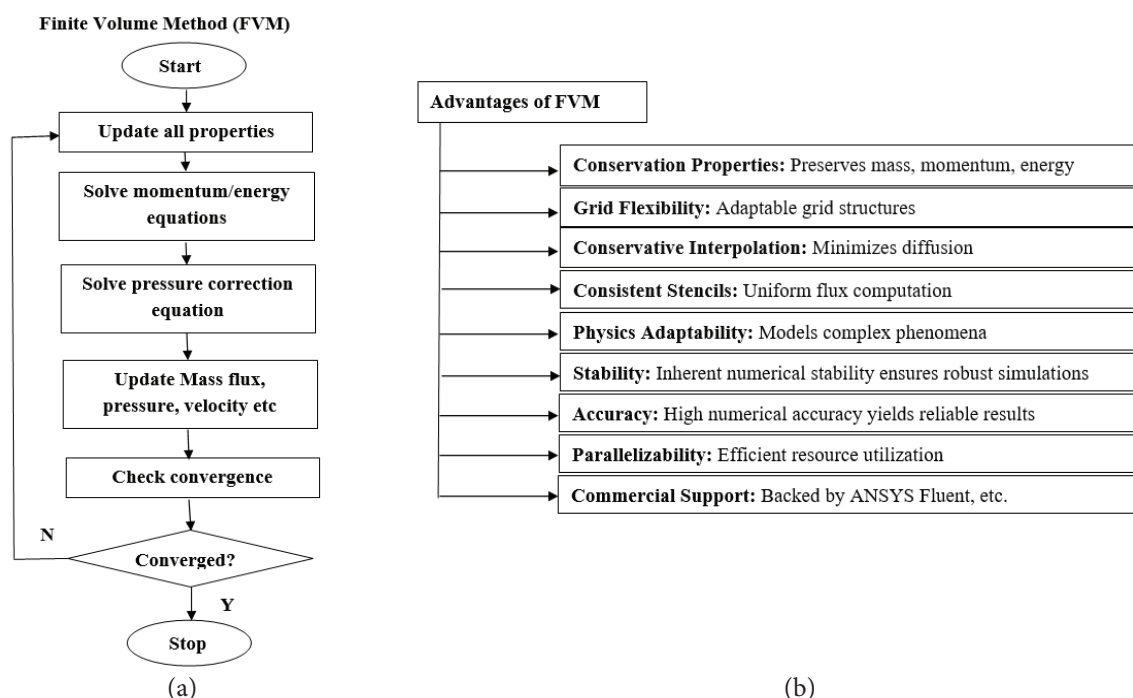 Finite Volume Method (FVM)
Start
Update all properties
Solve momentum/energy
equations
Solve pressure correction
equation
Update Mass flux,
pressure, velocity etc
Check convergence
N
Converged?
Y
Stop
(a)
Advantages of FVM
Conservation Properties: Preserves mass, momentum, energy
Grid Flexibility: Adaptable grid structures
Conservative Interpolation: Minimizes diffusion
Consistent Stencils: Uniform flux computation
Physics Adaptability: Models complex phenomena
Stability: Inherent numerical stability ensures robust simulations
Accuracy: High numerical accuracy yields reliable results
Parallelizability: Efficient resource utilization
Commercial Support: Backed by ANSYS Fluent, etc.
(b)